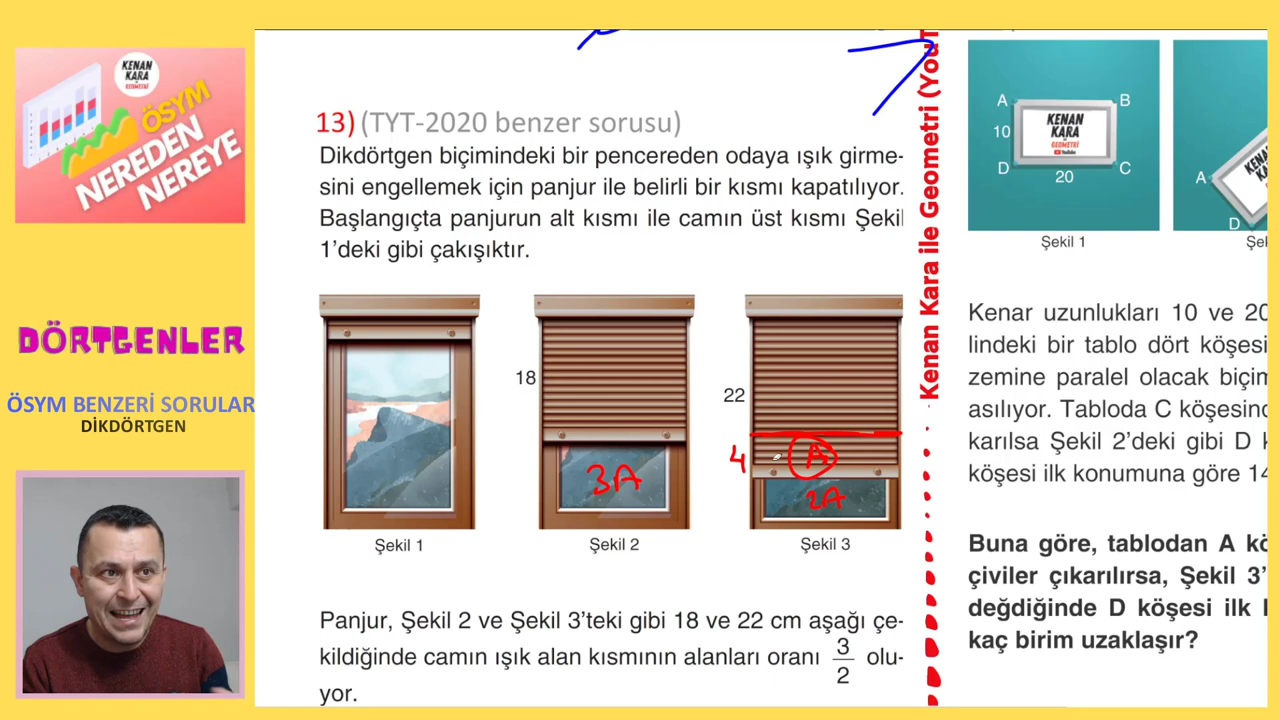 KENAN
KARA
ile
GEOMETRİ
ÖSYM
NEREDEN
NEREYE
DÖRTGENLER
ÖSYM BENZERİ SORULAR
DİKDÖRTGEN
13) (TYT-2020 benzer sorusu)
Dikdörtgen biçimindeki bir pencereden odaya ışık girme-
sini engellemek için panjur ile belirli bir kısmı kapatılıyor.
Başlangıçta panjurun alt kısmı ile camın üst kısmı Şekil
1’deki gibi çakışıktır.
18
22
4
A
3A
2A
Şekil 1
Şekil 2
Şekil 3
Panjur, Şekil 2 ve Şekil 3’teki gibi 18 ve 22 cm aşağı çe-
kildiğinde camın ışık alan kısmının alanları oranı 3/2 olu-
yor.
Kenan Kara ile Geometri (YouT
A
B
10
KENAN
KARA
ile
GEOMETRİ
YouTube
D
C
20
A
D
Şekil 1
Şek
Kenar uzunlukları 10 ve 20
lindeki bir tablo dört köşesi
zemine paralel olacak biçim
asılıyor. Tabloda C köşesind
karılsa Şekil 2’deki gibi D k
köşesi ilk konumuna göre 14
Buna göre, tablodan A kö
çiviler çıkarılırsa, Şekil 3’
değdiğinde D köşesi ilk
kaç birim uzaklaşır?